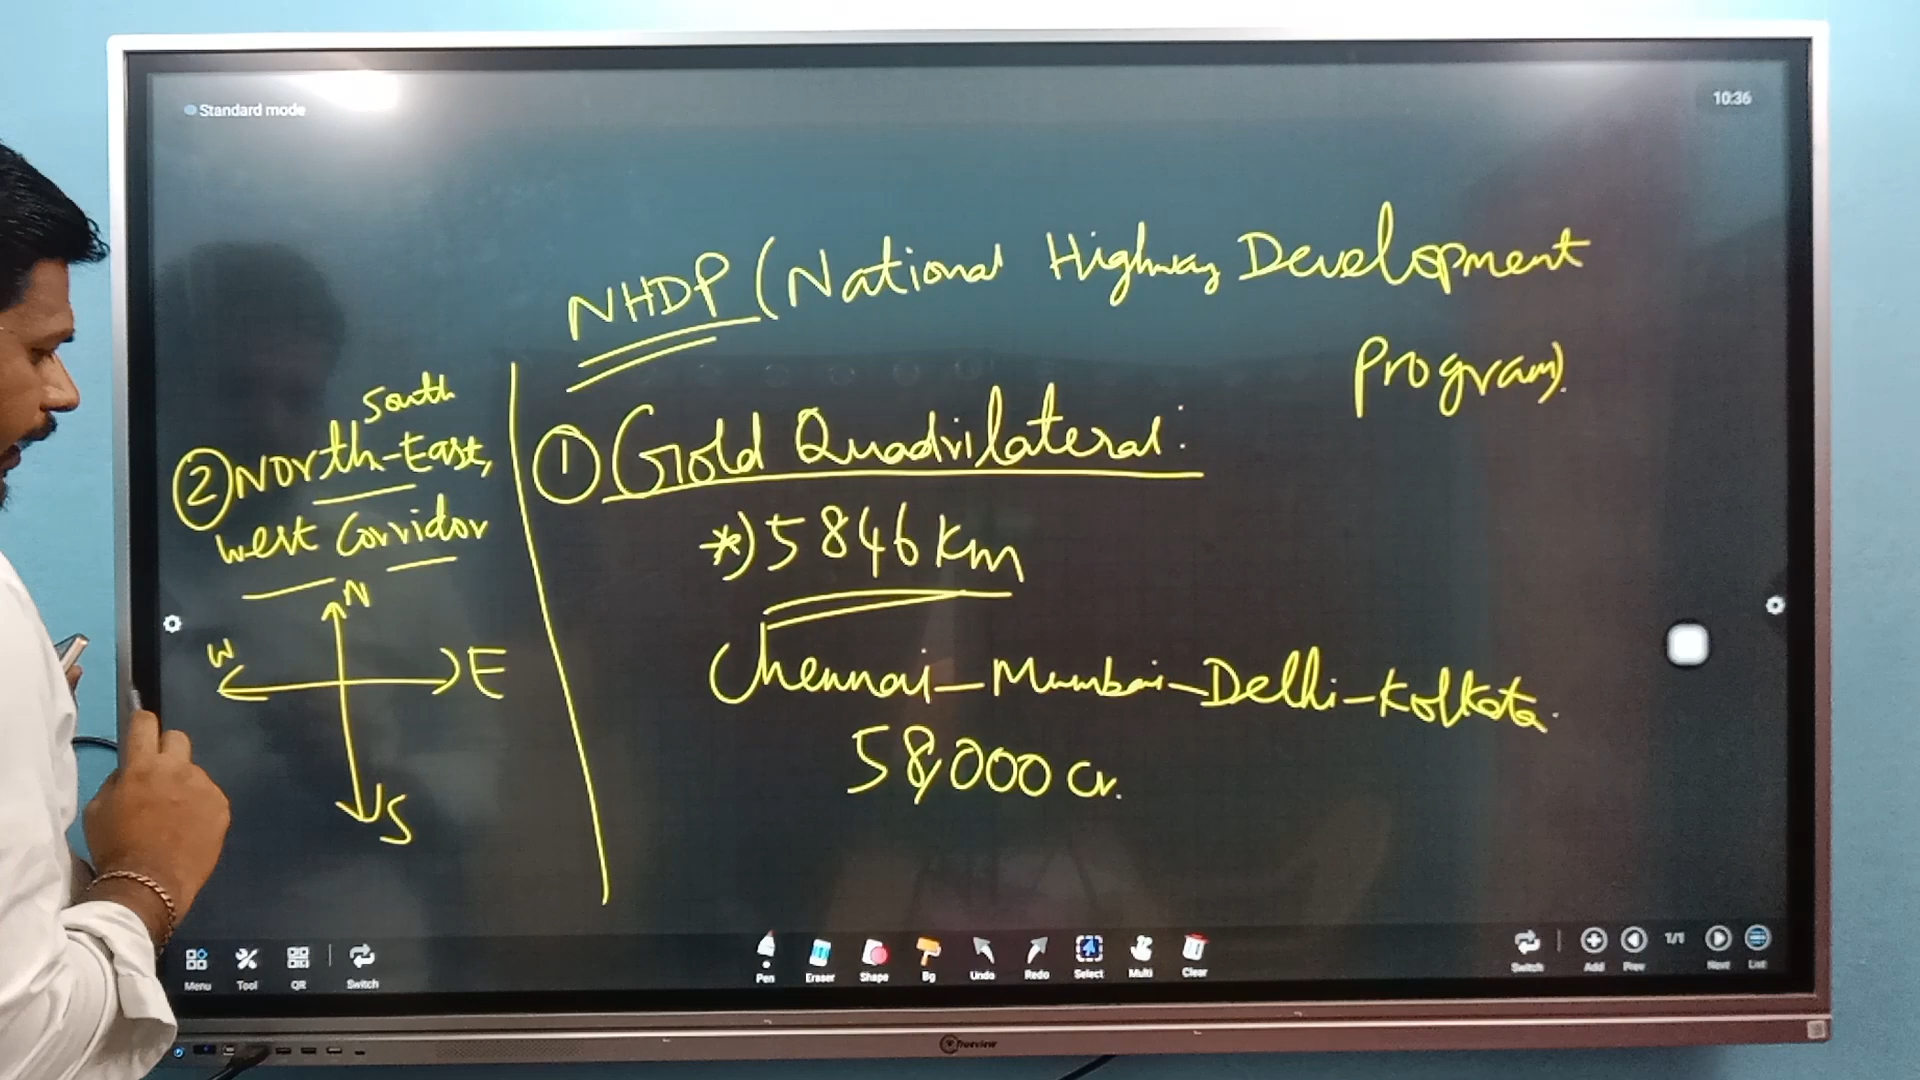 Standard mode
10:36
NHDP (National Highway Development
Program).
① Gold Quadrilateral:
*) 5846 Km
Chennai - Mumbai - Delhi - Kolkata.
58,000 Cr.
South
② North-East,
West Corridor
N
W
E
S
Menu Tool QR Switch
Pen Eraser Shape Bg Undo Redo Select Multi Clear
Switch Add Prev 1/1 Next List